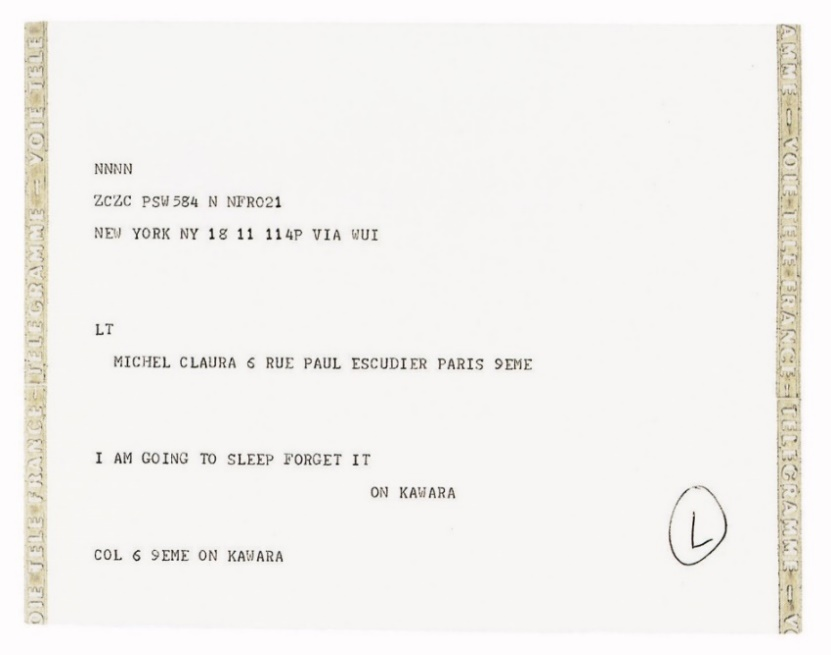 NNNN
ZCZC PSW584 N NFRO21
NEW YORK NY 18 11 114P VIA WUI
LT
MICHEL CLAURA 6 RUE PAUL ESCUDIER PARIS 9EME
I AM GOING TO SLEEP FORGET IT
ON KAWARA
COL 6 9EME ON KAWARA
L
OIE TELE FRANCE — TELEGRAMME — VOIE TELE
AMME — VOIE TELE FRANCE — TELEGRAMME — VO